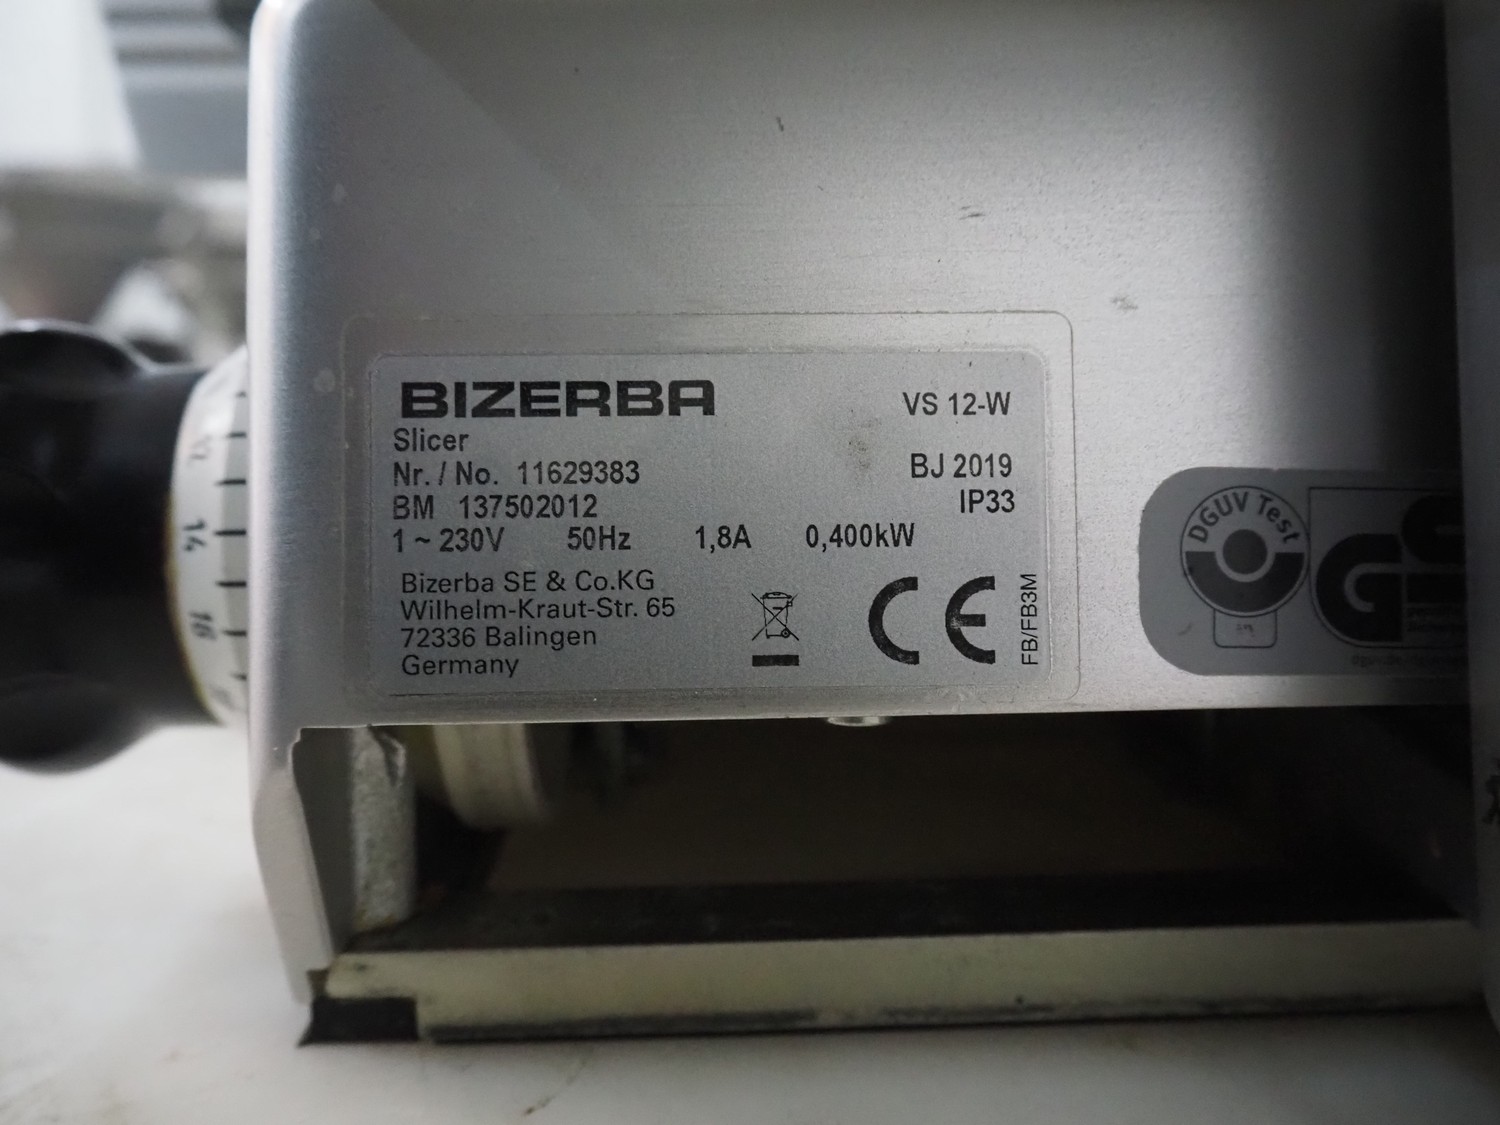 BIZERBA VS 12-W
Slicer
Nr. / No. 11629383 BJ 2019
BM 137502012 IP33
1 ~ 230V 50Hz 1,8A 0,400kW
Bizerba SE & Co.KG
Wilhelm-Kraut-Str. 65
72336 Balingen
Germany
CE
FB/FB3M
DGUV Test
GS
14